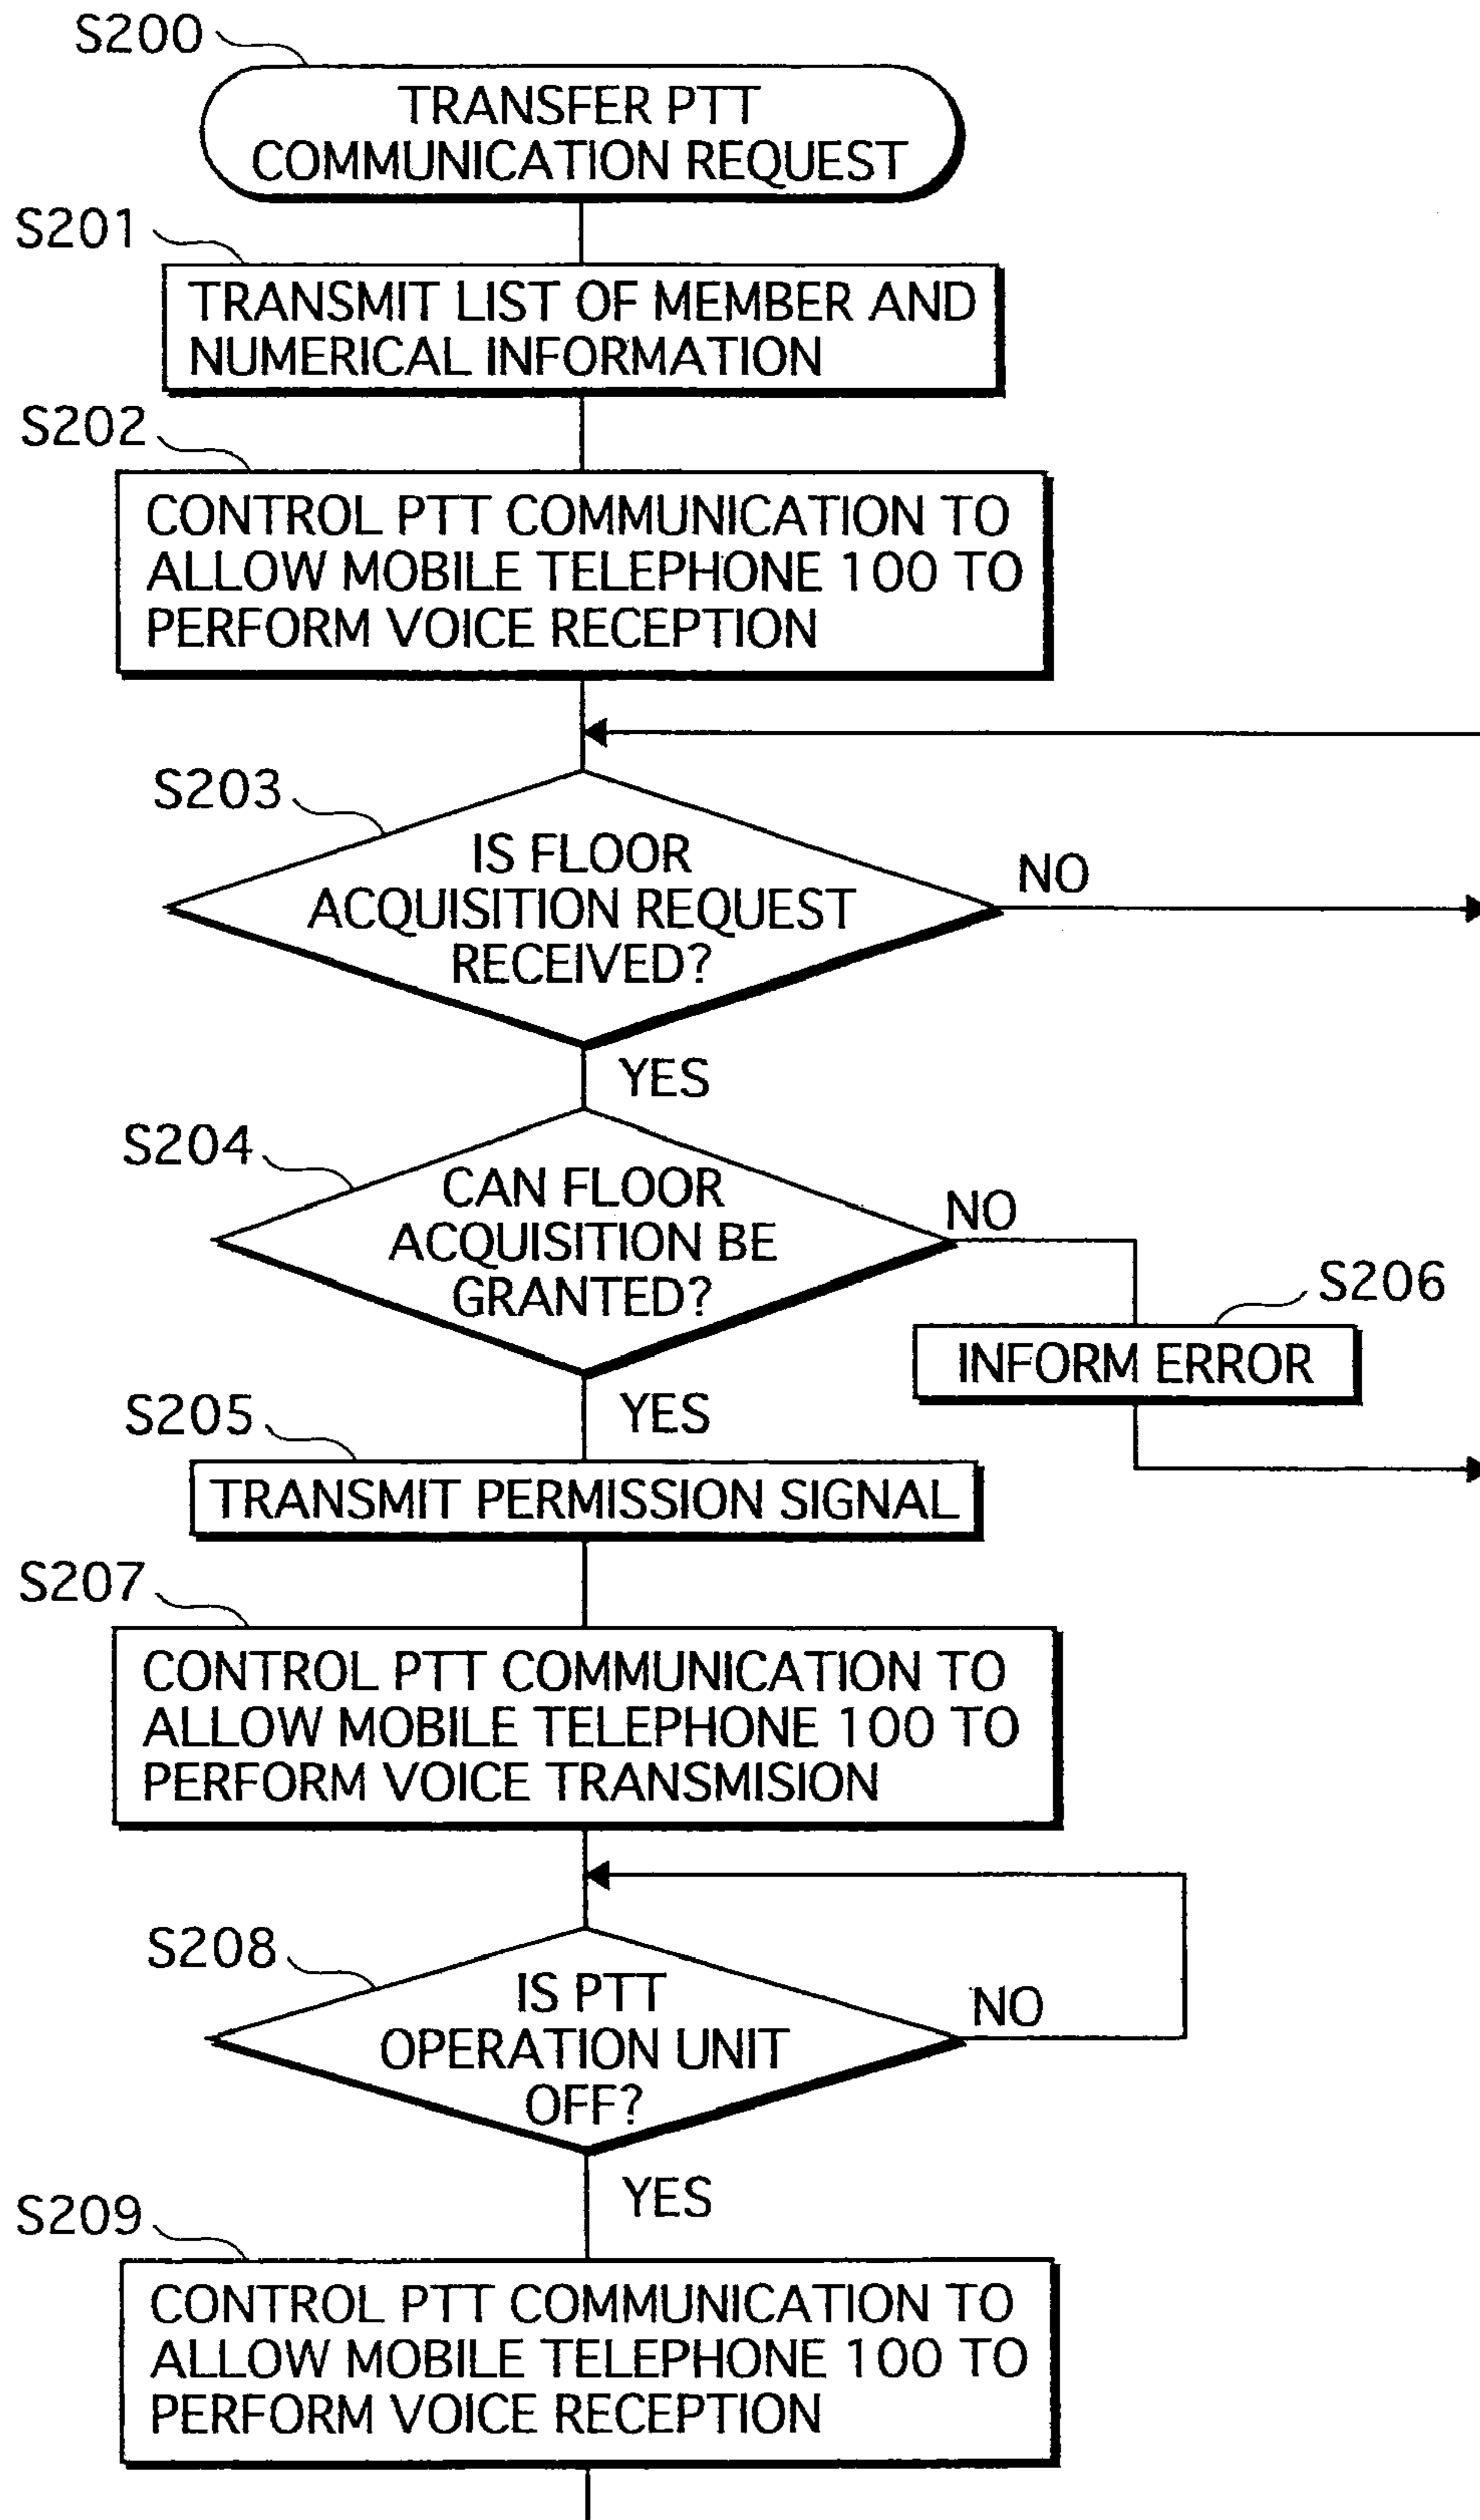 S200
TRANSFER PTT
COMMUNICATION REQUEST
S201
TRANSMIT LIST OF MEMBER AND
NUMERICAL INFORMATION
S202
CONTROL PTT COMMUNICATION TO
ALLOW MOBILE TELEPHONE 100 TO
PERFORM VOICE RECEPTION
S203
IS FLOOR
ACQUISITION REQUEST
RECEIVED?
NO
YES
S204
CAN FLOOR
ACQUISITION BE
GRANTED?
NO
S206
INFORM ERROR
YES
S205
TRANSMIT PERMISSION SIGNAL
S207
CONTROL PTT COMMUNICATION TO
ALLOW MOBILE TELEPHONE 100 TO
PERFORM VOICE TRANSMISION
S208
IS PTT
OPERATION UNIT
OFF?
NO
YES
S209
CONTROL PTT COMMUNICATION TO
ALLOW MOBILE TELEPHONE 100 TO
PERFORM VOICE RECEPTION